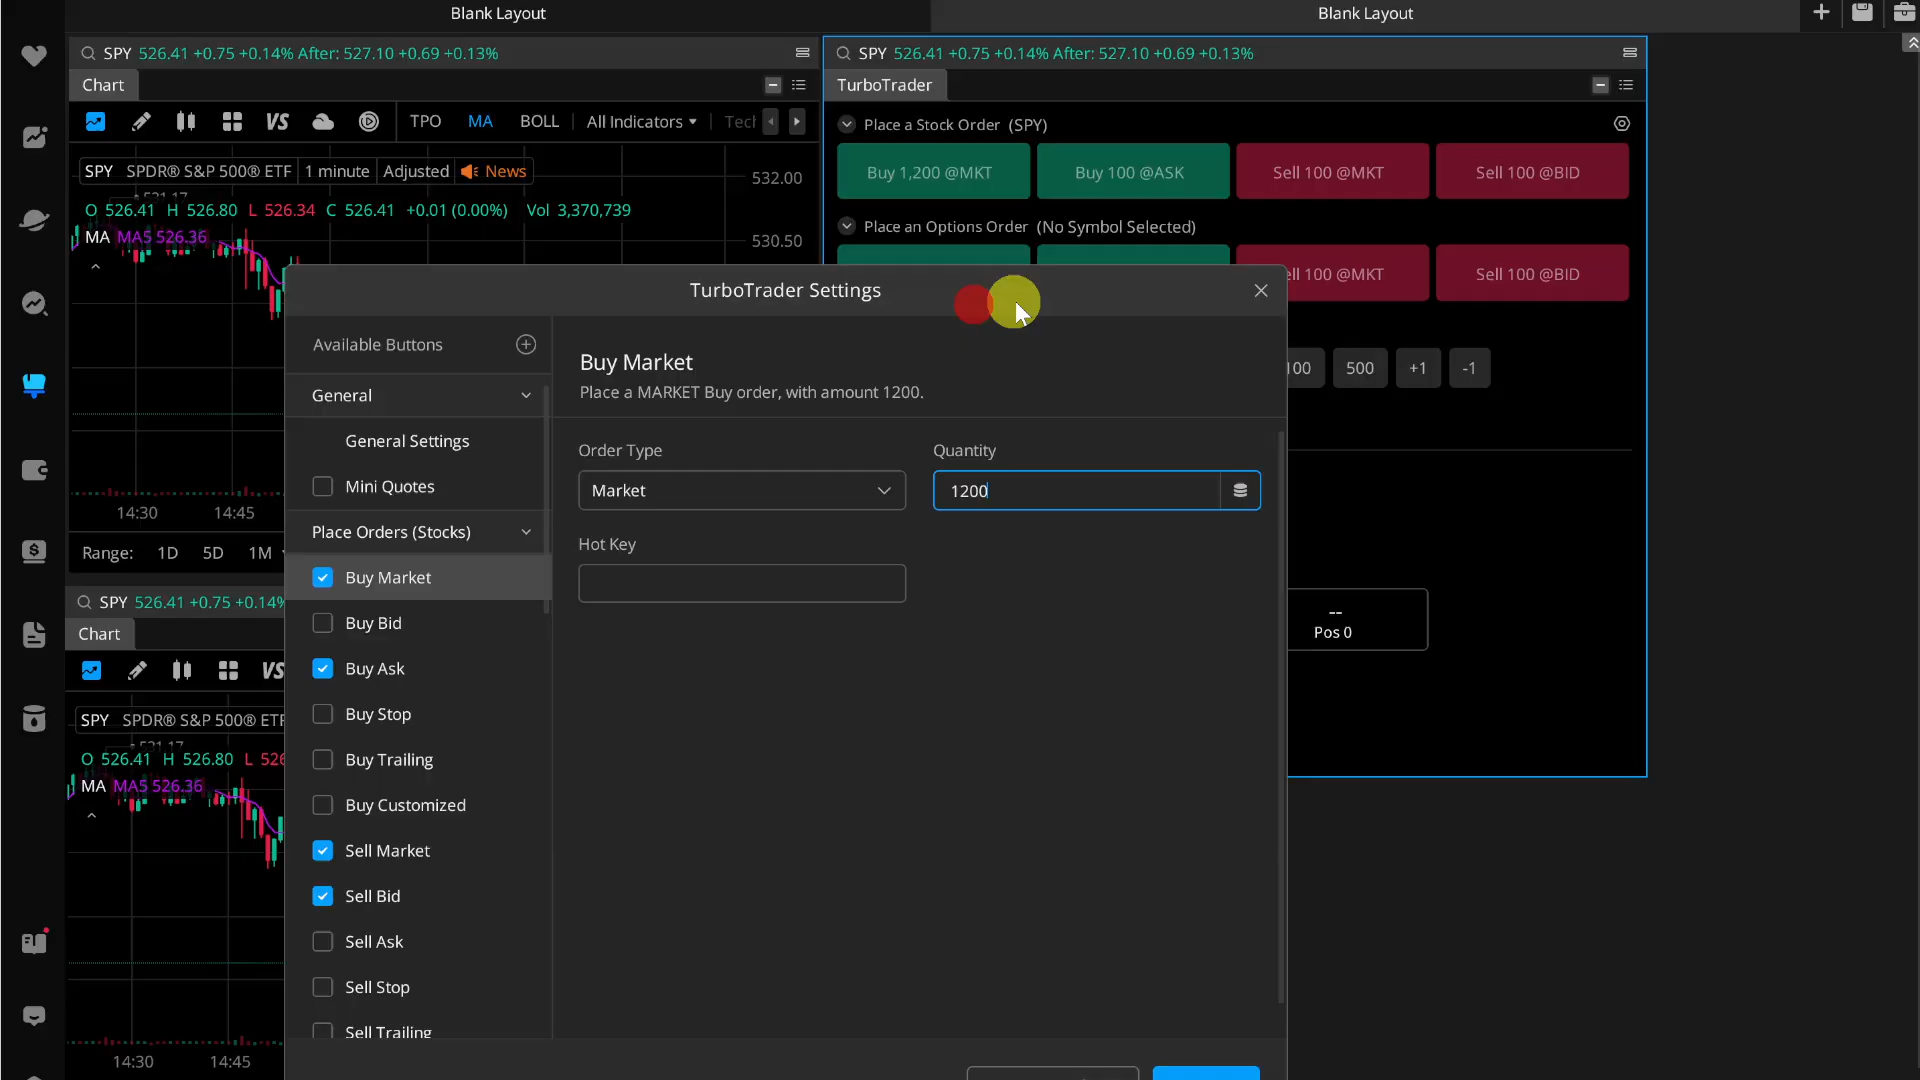 Blank Layout
Blank Layout
SPY 526.41 +0.75 +0.14% After: 527.10 +0.69 +0.13%
SPY 526.41 +0.75 +0.14% After: 527.10 +0.69 +0.13%
Chart
TurboTrader
VS TPO MA BOLL All Indicators Tec
Place a Stock Order (SPY)
Buy 1,200 @MKT
Buy 100 @ASK
Sell 100 @MKT
Sell 100 @BID
SPY SPDR® S&P 500® ETF 1 minute Adjusted News
532.00
O 526.41 H 526.80 L 526.34 C 526.41 +0.01 (0.00%) Vol 3,370,739
MA MA5 526.36
530.50
Place an Options Order (No Symbol Selected)
ell 100 @MKT
Sell 100 @BID
TurboTrader Settings
Available Buttons
General
General Settings
Mini Quotes
Place Orders (Stocks)
Buy Market
Buy Bid
Buy Ask
Buy Stop
Buy Trailing
Buy Customized
Sell Market
Sell Bid
Sell Ask
Sell Stop
Sell Trailing
Buy Market
Place a MARKET Buy order, with amount 1200.
Order Type
Quantity
Market
1200
Hot Key
00 500 +1 -1
--
Pos 0
14:30 14:45
Range: 1D 5D 1M
SPY 526.41 +0.75 +0.14%
Chart
VS
SPY SPDR® S&P 500® ETF
O 526.41 H 526.80 L 526
MA MA5 526.36
14:30 14:45